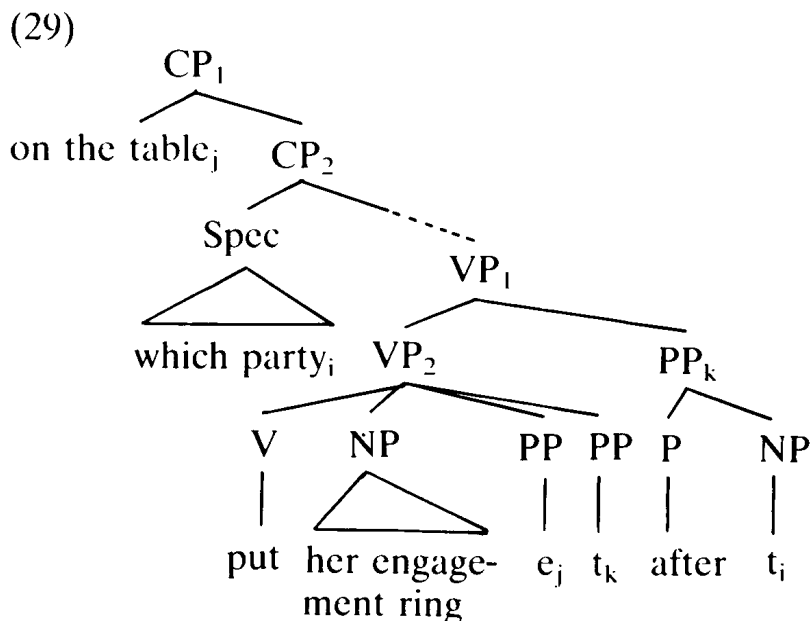 (29)
CP₁
on the tableⱼ CP₂
Spec
VP₁
which partyᵢ VP₂ PPₖ
V NP PP PP P NP
put her engage- eⱼ tₖ after tᵢ
ment ring